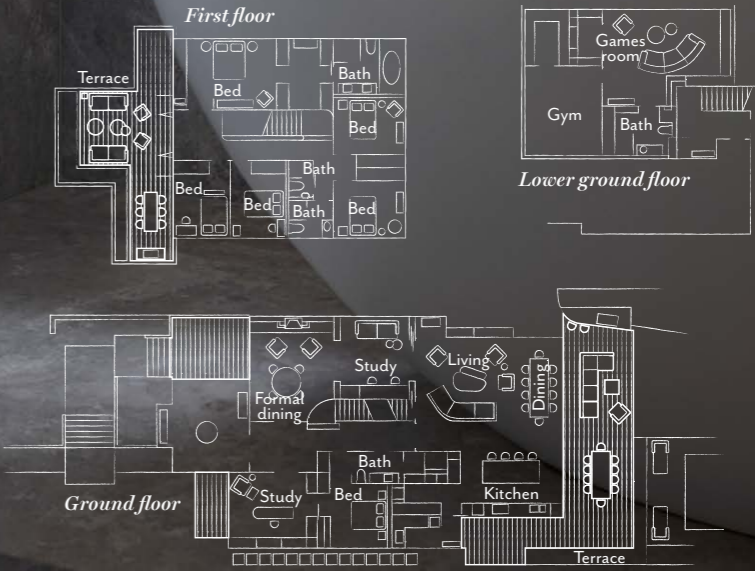 First floor
Terrace
Bed
Bath
Bed
Bath
Bed
Bed
Bath
Bed
Games
room
Gym
Bath
Lower ground floor
Study
Living
Dining
Formal
dining
Bath
Study
Bed
Kitchen
Ground floor
Terrace